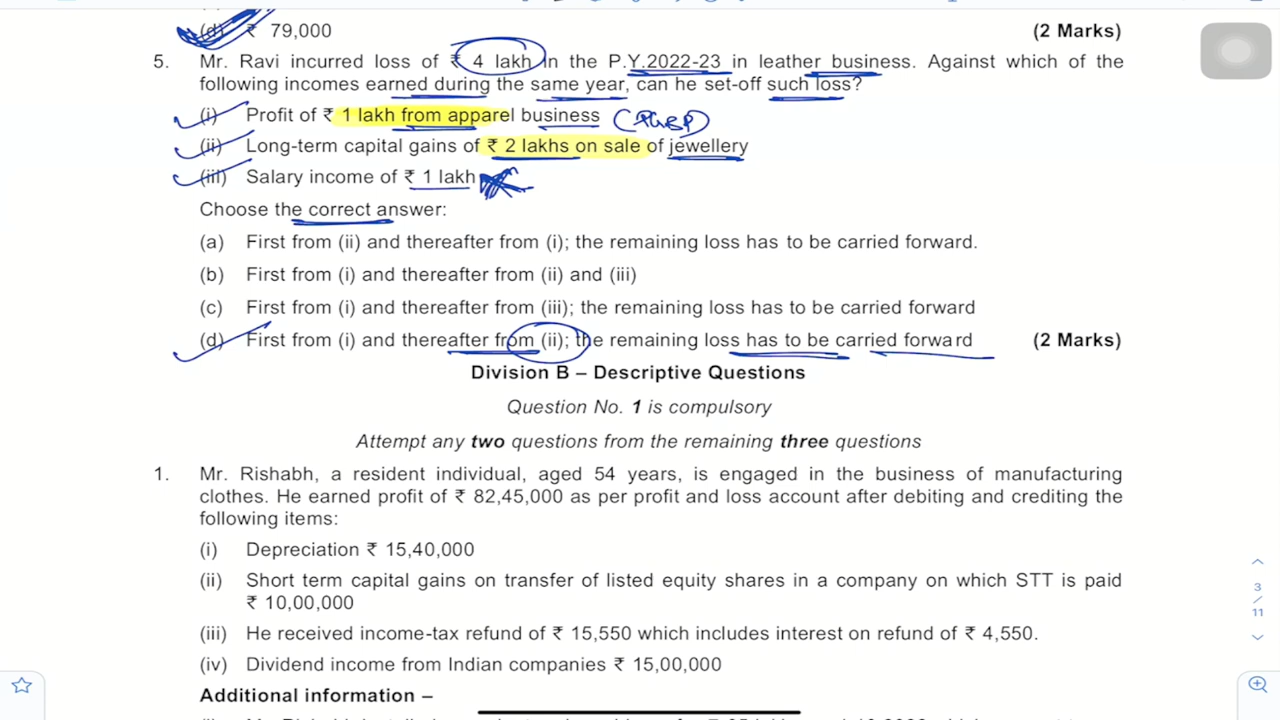 (d) ₹ 79,000 (2 Marks)
5. Mr. Ravi incurred loss of ₹ 4 lakh in the P.Y.2022-23 in leather business. Against which of the
following incomes earned during the same year, can he set-off such loss?
(i) Profit of ₹ 1 lakh from apparel business (PGBP)
(ii) Long-term capital gains of ₹ 2 lakhs on sale of jewellery
(iii) Salary income of ₹ 1 lakh
Choose the correct answer:
(a) First from (ii) and thereafter from (i); the remaining loss has to be carried forward.
(b) First from (i) and thereafter from (ii) and (iii)
(c) First from (i) and thereafter from (iii); the remaining loss has to be carried forward
(d) First from (i) and thereafter from (ii); the remaining loss has to be carried forward (2 Marks)
Division B – Descriptive Questions
Question No. 1 is compulsory
Attempt any two questions from the remaining three questions
1. Mr. Rishabh, a resident individual, aged 54 years, is engaged in the business of manufacturing
clothes. He earned profit of ₹ 82,45,000 as per profit and loss account after debiting and crediting the
following items:
(i) Depreciation ₹ 15,40,000
(ii) Short term capital gains on transfer of listed equity shares in a company on which STT is paid
₹ 10,00,000
(iii) He received income-tax refund of ₹ 15,550 which includes interest on refund of ₹ 4,550.
(iv) Dividend income from Indian companies ₹ 15,00,000
Additional information –
3
/
11